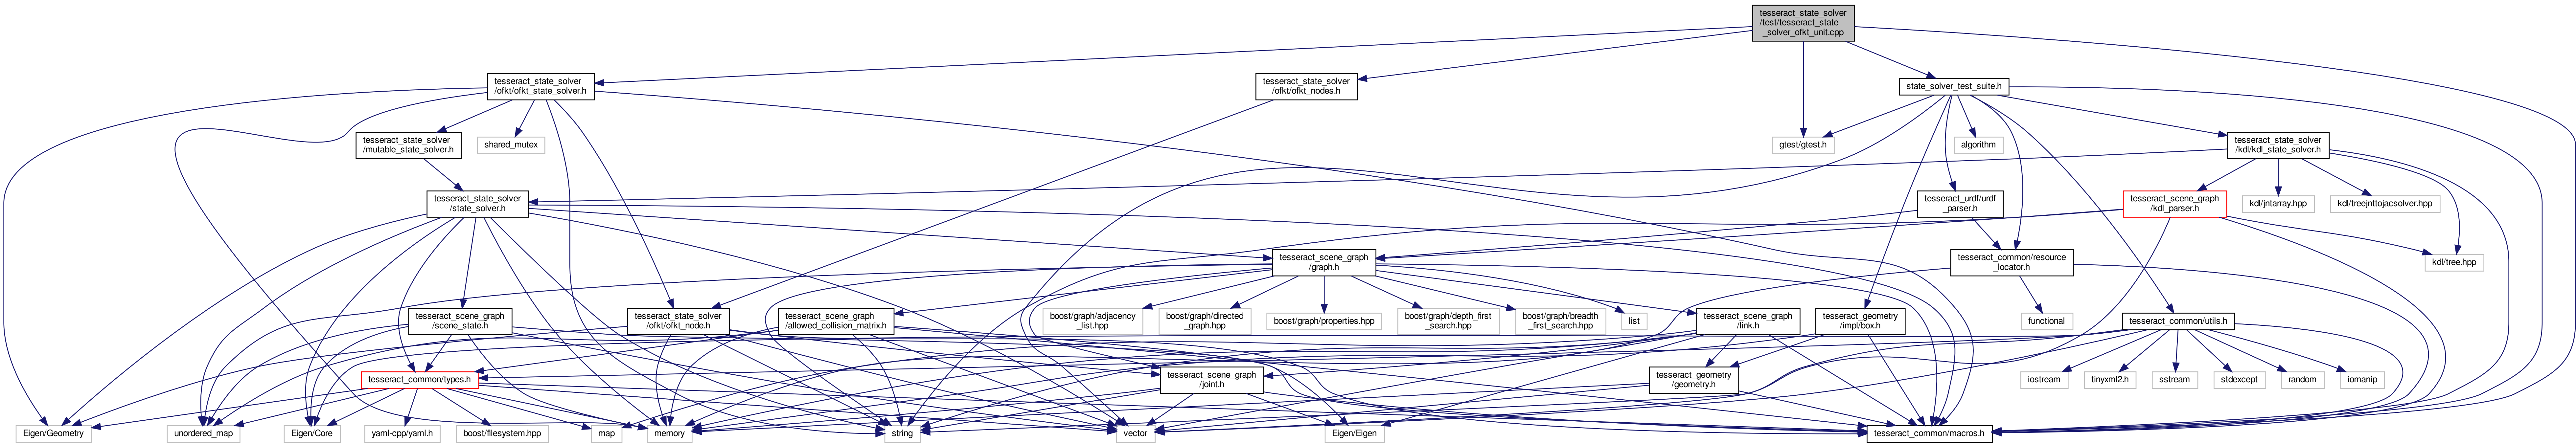 tesseract_state_solver
/test/tesseract_state
_solver_ofkt_unit.cpp
tesseract_state_solver
/ofkt/ofkt_state_solver.h
tesseract_state_solver
/ofkt/ofkt_nodes.h
state_solver_test_suite.h
tesseract_state_solver
/mutable_state_solver.h
shared_mutex
gtest/gtest.h
algorithm
tesseract_state_solver
/kdl/kdl_state_solver.h
tesseract_state_solver
/state_solver.h
tesseract_urdf/urdf
_parser.h
tesseract_scene_graph
/kdl_parser.h
kdl/jntarray.hpp
kdl/treejnttojacsolver.hpp
tesseract_scene_graph
/graph.h
tesseract_common/resource
_locator.h
kdl/tree.hpp
tesseract_scene_graph
/scene_state.h
tesseract_state_solver
/ofkt/ofkt_node.h
tesseract_scene_graph
/allowed_collision_matrix.h
boost/graph/adjacency
_list.hpp
boost/graph/directed
_graph.hpp
boost/graph/properties.hpp
boost/graph/depth_first
_search.hpp
boost/graph/breadth
_first_search.hpp
list
tesseract_scene_graph
/link.h
tesseract_geometry
/impl/box.h
functional
tesseract_common/utils.h
tesseract_common/types.h
tesseract_scene_graph
/joint.h
tesseract_geometry
/geometry.h
iostream
tinyxml2.h
sstream
stdexcept
random
iomanip
Eigen/Geometry
unordered_map
Eigen/Core
yaml-cpp/yaml.h
boost/filesystem.hpp
map
memory
string
vector
Eigen/Eigen
tesseract_common/macros.h